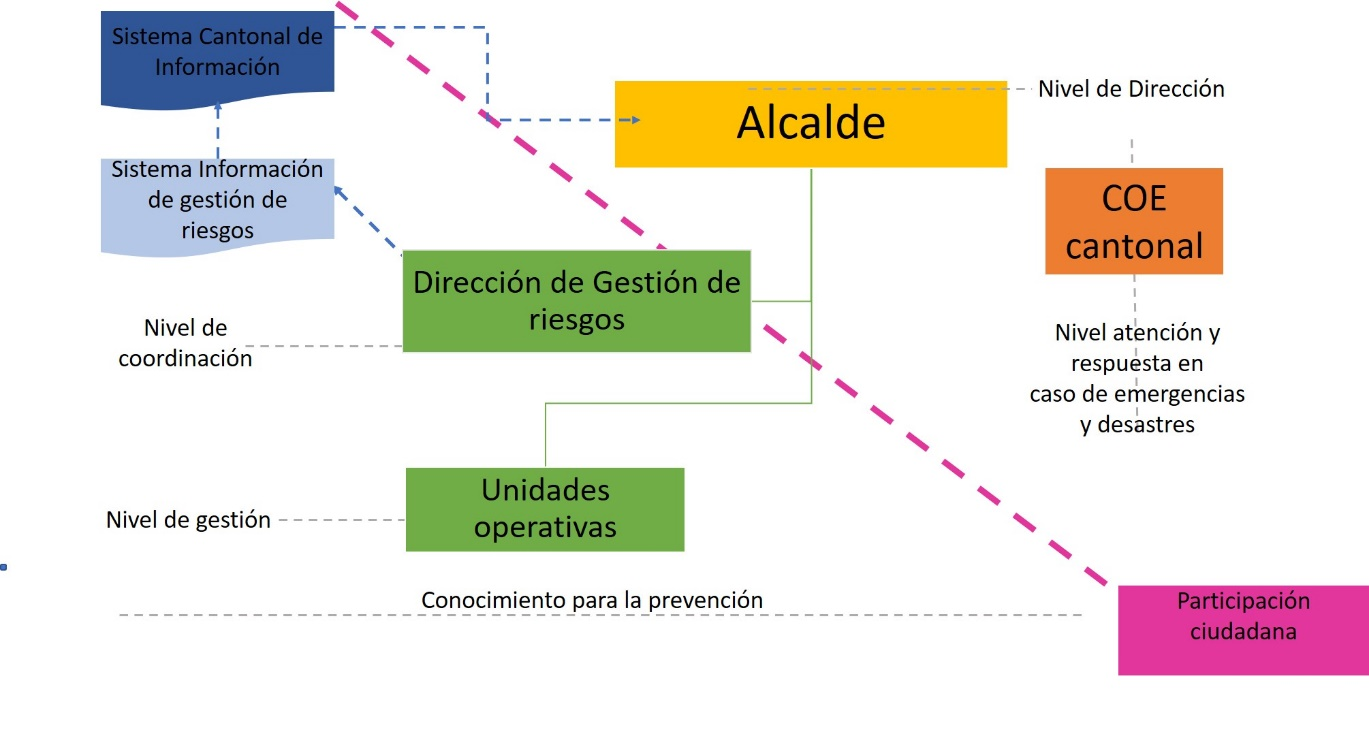 Sistema Cantonal de
Información
Alcalde
Nivel de Dirección
Sistema Información
de gestión de
riesgos
COE
cantonal
Dirección de Gestión de
riesgos
Nivel de
coordinación
Nivel atención y
respuesta en
caso de emergencias
y desastres
Unidades
operativas
Nivel de gestión
Conocimiento para la prevención
Participación
ciudadana